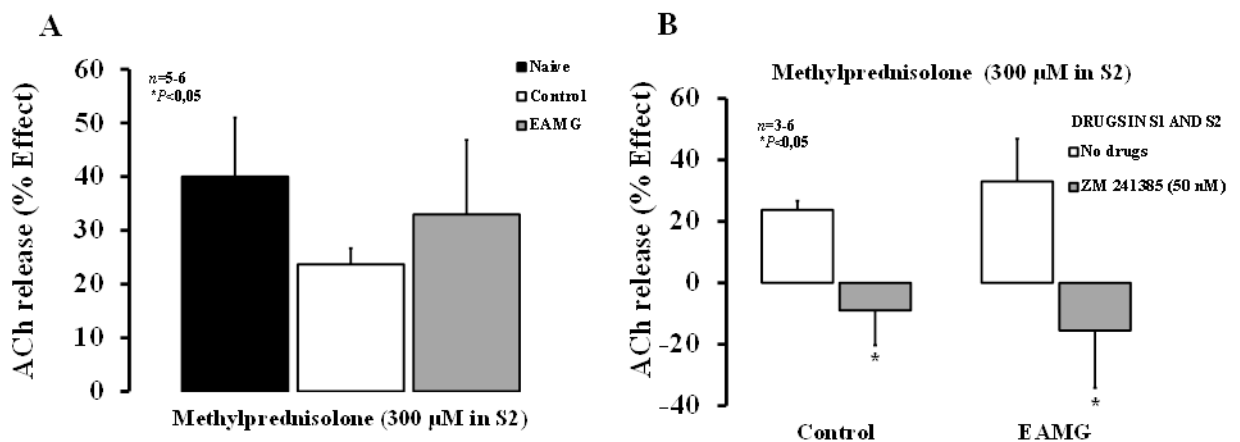 A
ACh release (% Effect)
60
50
40
30
20
10
0
n=5-6
*P<0,05
Naive
Control
EAMG
Methylprednisolone (300 µM in S2)
B
Methylprednisolone (300 µM in S2)
ACh release (% Effect)
60
40
20
0
-20
-40
n=3-6
*P<0,05
DRUGS IN S1 AND S2
No drugs
ZM 241385 (50 nM)
*
*
Control
EAMG